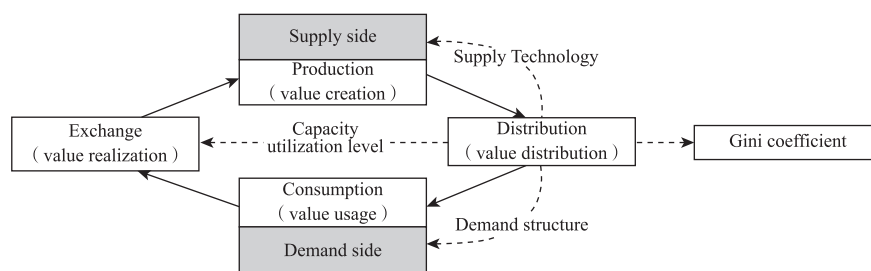 Supply side
Production
( value creation )
Supply Technology
Exchange
( value realization )
Capacity
utilization level
Distribution
( value distribution )
Gini coefficient
Consumption
( value usage )
Demand side
Demand structure